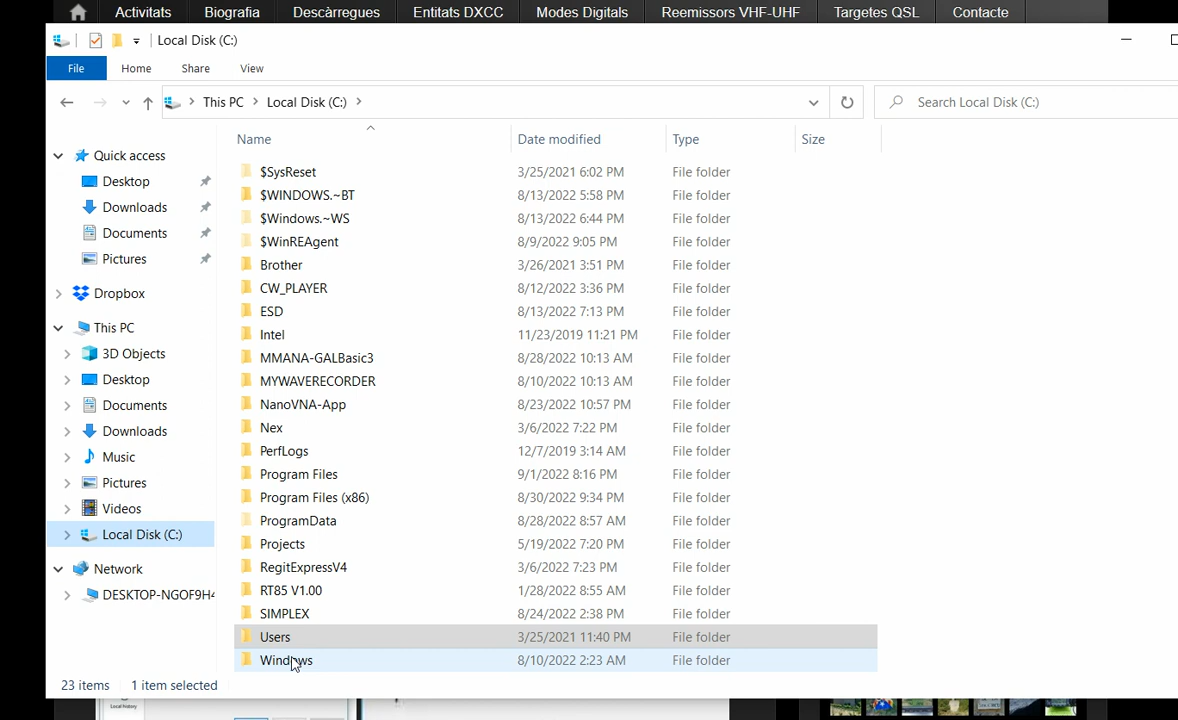 Activitats Biografia Descàrregues Entitats DXCC Modes Digitals Reemissors VHF-UHF Targetes QSL Contacte
Local Disk (C:)
File Home Share View
This PC Local Disk (C:) Search Local Disk (C:)
Name Date modified Type Size
Quick access
Desktop
Downloads
Documents
Pictures
Dropbox
This PC
3D Objects
Desktop
Documents
Downloads
Music
Pictures
Videos
Local Disk (C:)
Network
DESKTOP-NGOF9H4
$SysReset 3/25/2021 6:02 PM File folder
$WINDOWS.~BT 8/13/2022 5:58 PM File folder
$Windows.~WS 8/13/2022 6:44 PM File folder
$WinREAgent 8/9/2022 9:05 PM File folder
Brother 3/26/2021 3:51 PM File folder
CW_PLAYER 8/12/2022 3:36 PM File folder
ESD 8/13/2022 7:13 PM File folder
Intel 11/23/2019 11:21 PM File folder
MMANA-GALBasic3 8/28/2022 10:13 AM File folder
MYWAVERECORDER 8/10/2022 10:13 AM File folder
NanoVNA-App 8/23/2022 10:57 PM File folder
Nex 3/6/2022 7:22 PM File folder
PerfLogs 12/7/2019 3:14 AM File folder
Program Files 9/1/2022 8:16 PM File folder
Program Files (x86) 8/30/2022 9:34 PM File folder
ProgramData 8/28/2022 8:57 AM File folder
Projects 5/19/2022 7:20 PM File folder
RegitExpressV4 3/6/2022 7:23 PM File folder
RT85 V1.00 1/28/2022 8:55 AM File folder
SIMPLEX 8/24/2022 2:38 PM File folder
Users 3/25/2021 11:40 PM File folder
Windows 8/10/2022 2:23 AM File folder
23 items 1 item selected
Local history